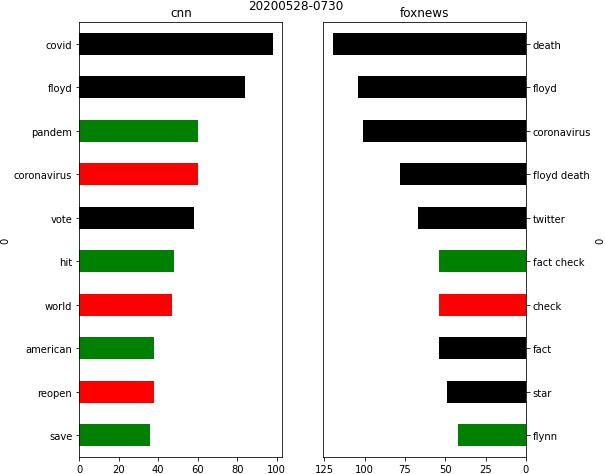 20200528-0730
cnn
foxnews
covid
floyd
pandem
coronavirus
vote
hit
world
american
reopen
save
0
0 20 40 60 80 100
death
floyd
coronavirus
floyd death
twitter
fact check
check
fact
star
flynn
0
125 100 75 50 25 0